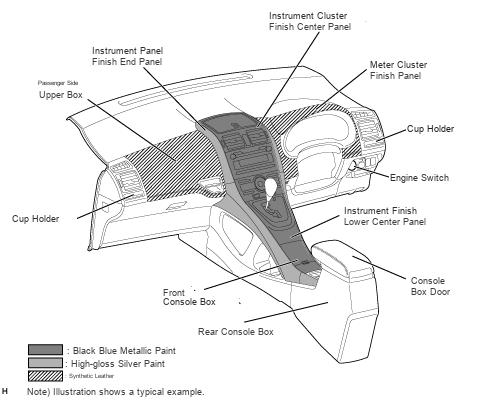 Instrument Cluster
Finish Center Panel
Instrument Panel
Finish End Panel
Meter Cluster
Finish Panel
Passenger Side
Upper Box
Cup Holder
Engine Switch
Cup Holder
Instrument Finish
Lower Center Panel
Console
Box Door
Front
Console Box
Rear Console Box
: Black Blue Metallic Paint
: High-gloss Silver Paint
: Synthetic Leather
H Note) Illustration shows a typical example.